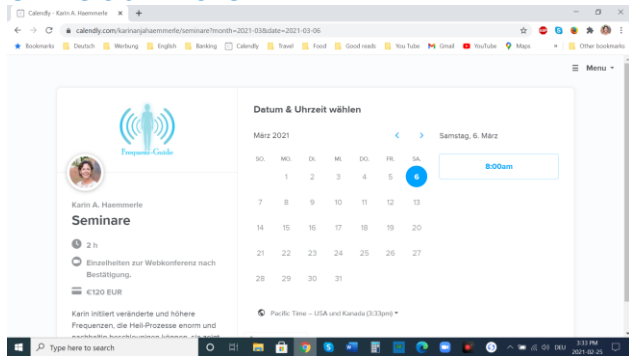 Calendly - Karin A. Haemmerle
calendly.com/karinanjahaemmerle/seminare?month=2021-03&date=2021-03-06
Bookmarks Deutsch Werbung English Banking Calendly Travel Food Good reads You Tube Gmail YouTube Maps » Other bookmarks
Menu
Frequenz-Guide
Karin A. Haemmerle
Seminare
2 h
Einzelheiten zur Webkonferenz nach
Bestätigung.
€120 EUR
Karin initiiert veränderte und höhere
Frequenzen, die Heil-Prozesse enorm und
Datum & Uhrzeit wählen
März 2021
SO. MO. DI. MI. DO. FR. SA.
1 2 3 4 5 6
7 8 9 10 11 12 13
14 15 16 17 18 19 20
21 22 23 24 25 26 27
28 29 30 31
Pacific Time – USA und Kanada (3:33pm)
Samstag, 6. März
8:00am
Type here to search
DEU
3:33 PM
2021-02-25